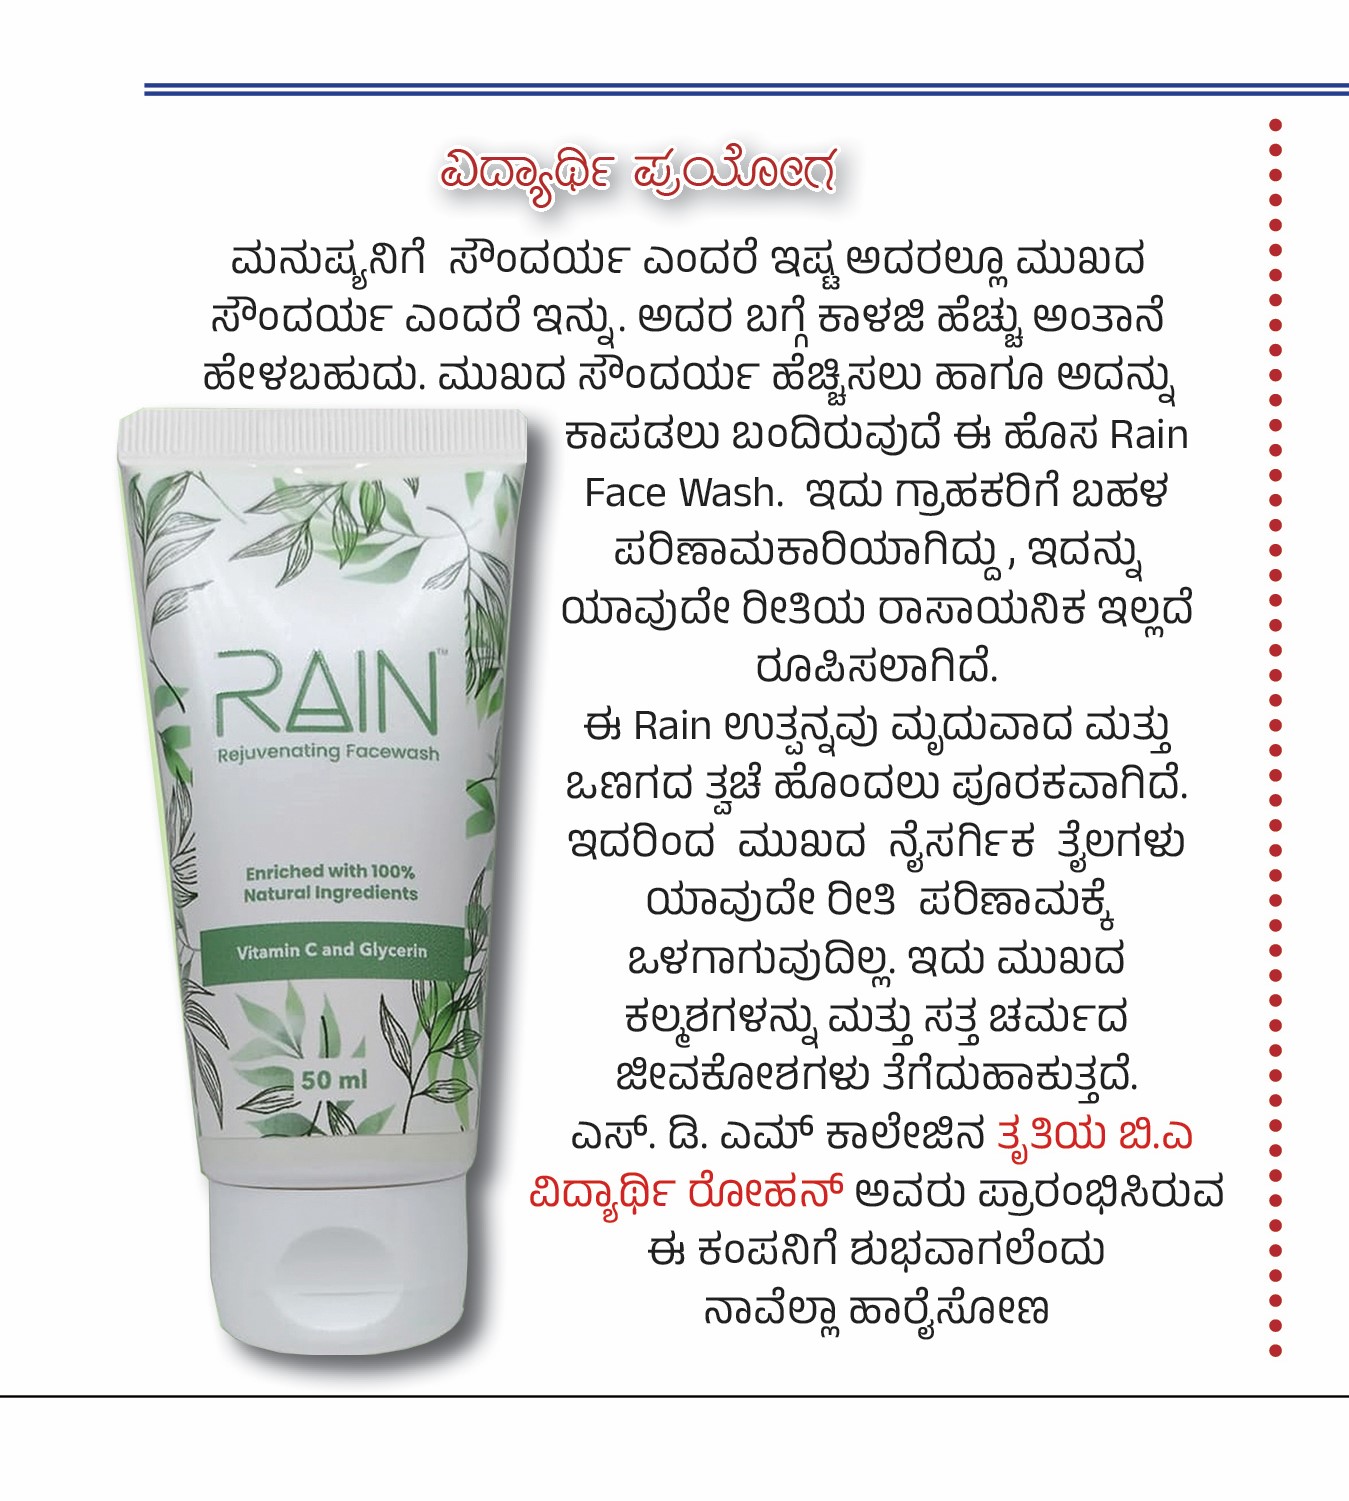 ವಿದ್ಯಾರ್ಥಿ ಪ್ರಯೋಗ
ಮನುಷ್ಯನಿಗೆ ಸೌಂದರ್ಯ ಎಂದರೆ ಇಷ್ಟ ಅದರಲ್ಲೂ ಮುಖದ
ಸೌಂದರ್ಯ ಎಂದರೆ ಇನ್ನು. ಅದರ ಬಗ್ಗೆ ಕಾಳಜಿ ಹೆಚ್ಚು ಅಂತಾನೆ
ಹೇಳಬಹುದು. ಮುಖದ ಸೌಂದರ್ಯ ಹೆಚ್ಚಿಸಲು ಹಾಗೂ ಅದನ್ನು
ಕಾಪಡಲು ಬಂದಿರುವುದೆ ಈ ಹೊಸ Rain
Face Wash. ಇದು ಗ್ರಾಹಕರಿಗೆ ಬಹಳ
ಪರಿಣಾಮಕಾರಿಯಾಗಿದ್ದು, ಇದನ್ನು
ಯಾವುದೇ ರೀತಿಯ ರಾಸಾಯನಿಕ ಇಲ್ಲದೆ
ರೂಪಿಸಲಾಗಿದೆ.
ಈ Rain ಉತ್ಪನ್ನವು ಮೃದುವಾದ ಮತ್ತು
ಒಣಗದ ತ್ವಚೆ ಹೊಂದಲು ಪೂರಕವಾಗಿದೆ.
ಇದರಿಂದ ಮುಖದ ನೈಸರ್ಗಿಕ ತೈಲಗಳು
ಯಾವುದೇ ರೀತಿ ಪರಿಣಾಮಕ್ಕೆ
ಒಳಗಾಗುವುದಿಲ್ಲ. ಇದು ಮುಖದ
ಕಲ್ಮಶಗಳನ್ನು ಮತ್ತು ಸತ್ತ ಚರ್ಮದ
ಜೀವಕೋಶಗಳು ತೆಗೆದುಹಾಕುತ್ತದೆ.
ಎಸ್. ಡಿ. ಎಮ್ ಕಾಲೇಜಿನ ತೃತಿಯ ಬಿ.ಎ
ವಿದ್ಯಾರ್ಥಿ ರೋಹನ್ ಅವರು ಪ್ರಾರಂಭಿಸಿರುವ
ಈ ಕಂಪನಿಗೆ ಶುಭವಾಗಲೆಂದು
ನಾವೆಲ್ಲಾ ಹಾರೈಸೋಣ
RAIN™
Rejuvenating Facewash
Enriched with 100%
Natural Ingredients
Vitamin C and Glycerin
50 ml